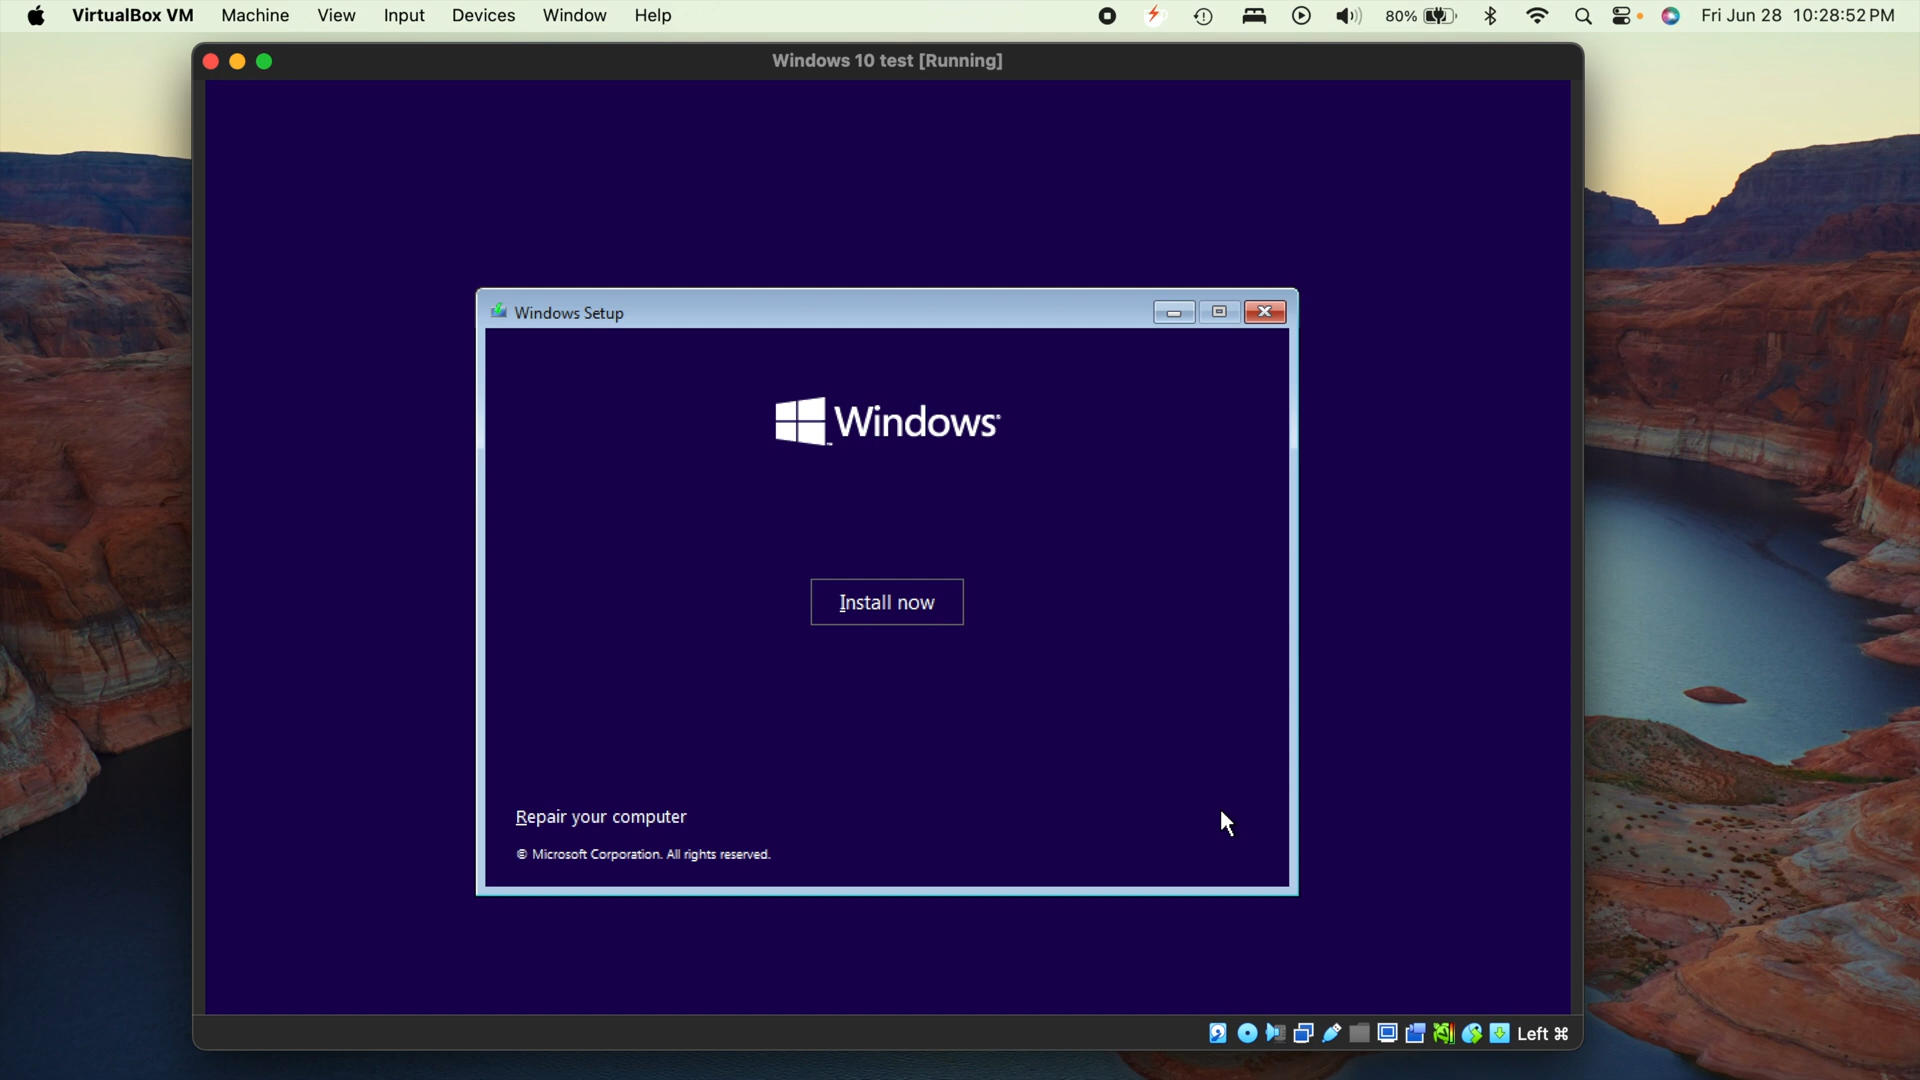 VirtualBox VM Machine View Input Devices Window Help 80% Fri Jun 28 10:28:52 PM
Windows 10 test [Running]
Windows Setup
Windows
Install now
Repair your computer
© Microsoft Corporation. All rights reserved.
Left ⌘